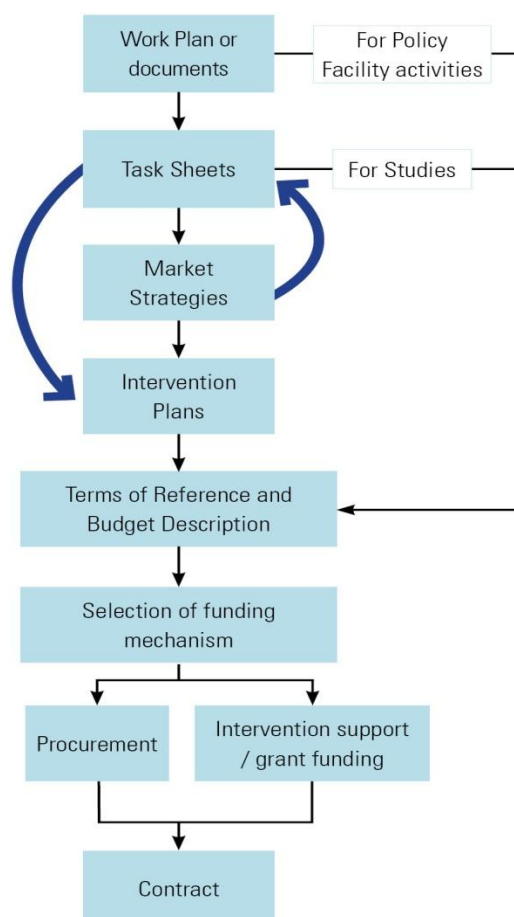 Work Plan or
documents
For Policy
Facility activities
Task Sheets
For Studies
Market
Strategies
Intervention
Plans
Terms of Reference and
Budget Description
Selection of funding
mechanism
Procurement
Intervention support
/ grant funding
Contract